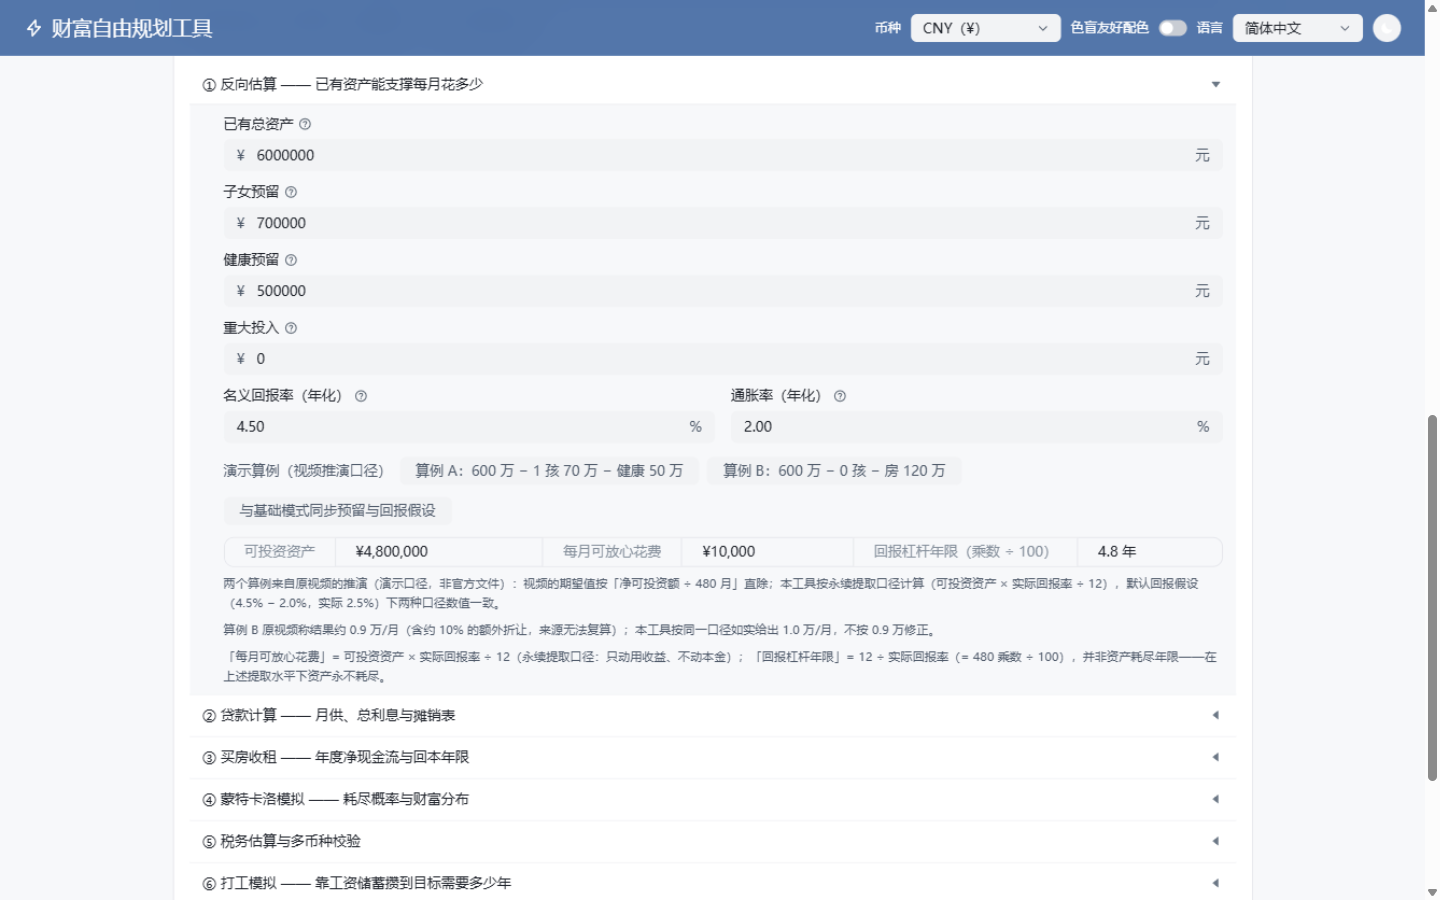 财富自由规划工具
币种 CNY（¥） 色盲友好配色 语言 简体中文
① 反向估算 —— 已有资产能支撑每月花多少
已有总资产
¥ 6000000 元
子女预留
¥ 700000 元
健康预留
¥ 500000 元
重大投入
¥ 0 元
名义回报率（年化） 通胀率（年化）
4.50 % 2.00 %
演示算例（视频推演口径） 算例 A：600 万 − 1 孩 70 万 − 健康 50 万 算例 B：600 万 − 0 孩 − 房 120 万
与基础模式同步预留与回报假设
可投资资产 ¥4,800,000 每月可放心花费 ¥10,000 回报杠杆年限（乘数 ÷ 100） 4.8 年
两个算例来自原视频的推演（演示口径，非官方文件）：视频的期望值按「净可投资额 ÷ 480 月」直除；本工具按永续提取口径计算（可投资资产 × 实际回报率 ÷ 12），默认回报假设
（4.5% − 2.0%，实际 2.5%）下两种口径数值一致。
算例 B 原视频称结果约 0.9 万/月（含约 10% 的额外折让，来源无法复算）；本工具按同一口径如实给出 1.0 万/月，不按 0.9 万修正。
「每月可放心花费」= 可投资资产 × 实际回报率 ÷ 12（永续提取口径：只动用收益、不动本金）；「回报杠杆年限」= 12 ÷ 实际回报率（= 480 乘数 ÷ 100），并非资产耗尽年限——在
上述提取水平下资产永不耗尽。
② 贷款计算 —— 月供、总利息与摊销表
③ 买房收租 —— 年度净现金流与回本年限
④ 蒙特卡洛模拟 —— 耗尽概率与财富分布
⑤ 税务估算与多币种校验
⑥ 打工模拟 —— 靠工资储蓄攒到目标需要多少年